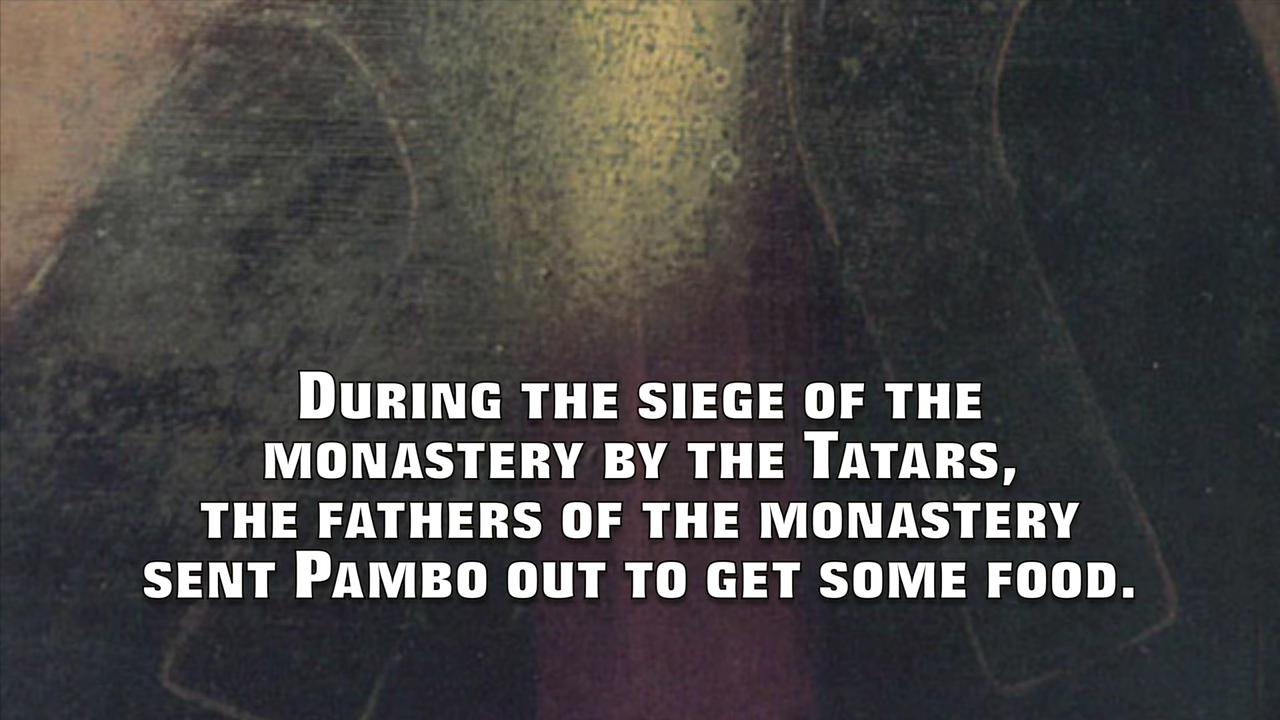 During the siege of the
monastery by the Tatars,
the fathers of the monastery
sent Pambo out to get some food.